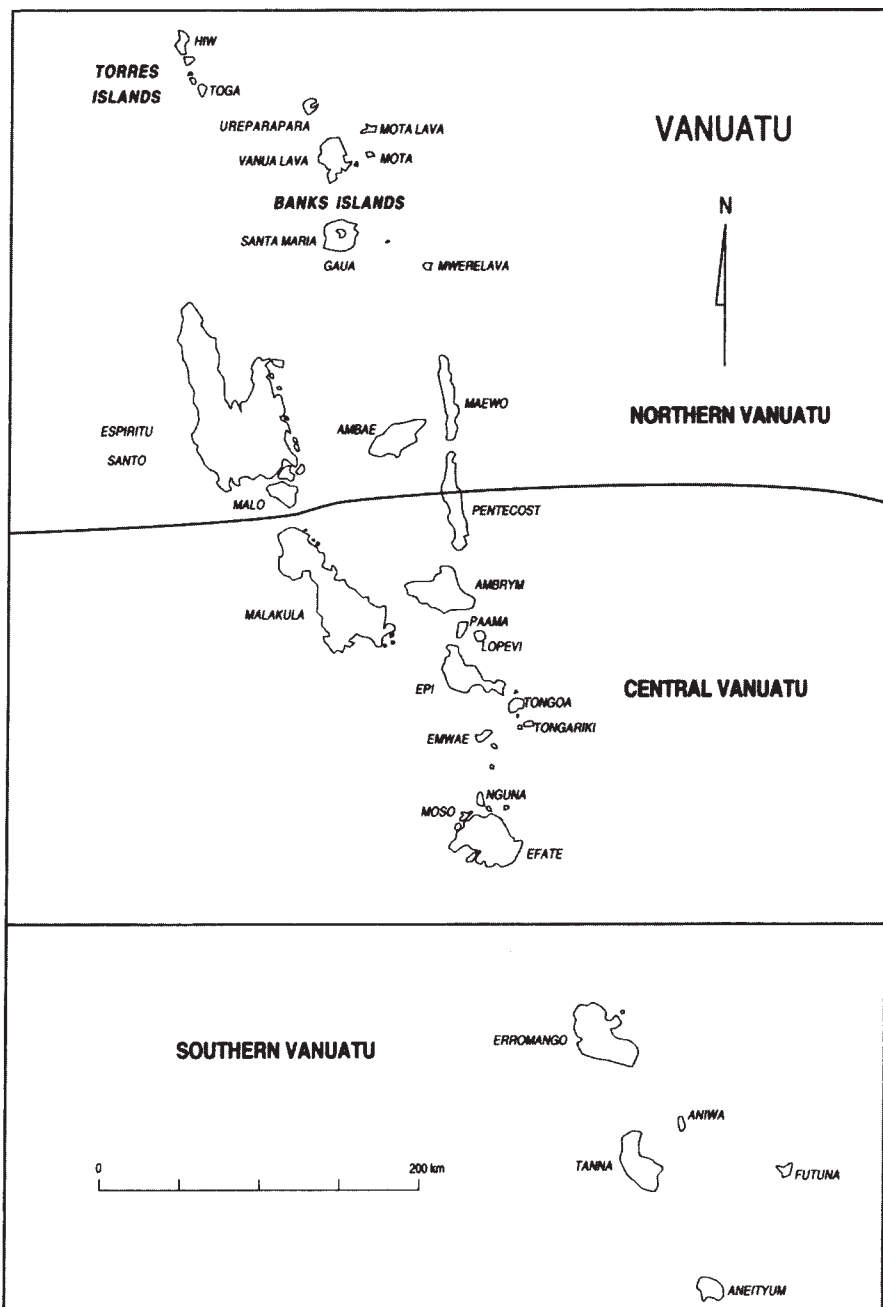 HIW
TORRES
ISLANDS
TOGA
UREPARAPARA
MOTA LAVA
VANUATU
VANUA LAVA
MOTA
BANKS ISLANDS
N
SANTA MARIA
GAUA
MWERELAVA
MAEWO
NORTHERN VANUATU
AMBAE
ESPIRITU
SANTO
MALO
PENTECOST
AMBRYM
MALAKULA
PAAMA
LOPEVI
EPI
CENTRAL VANUATU
TONGOA
TONGARIKI
EMWAE
NGUNA
MOSO
EFATE
ERROMANGO
SOUTHERN VANUATU
ANIWA
0 200 km
TANNA
FUTUNA
ANEITYUM